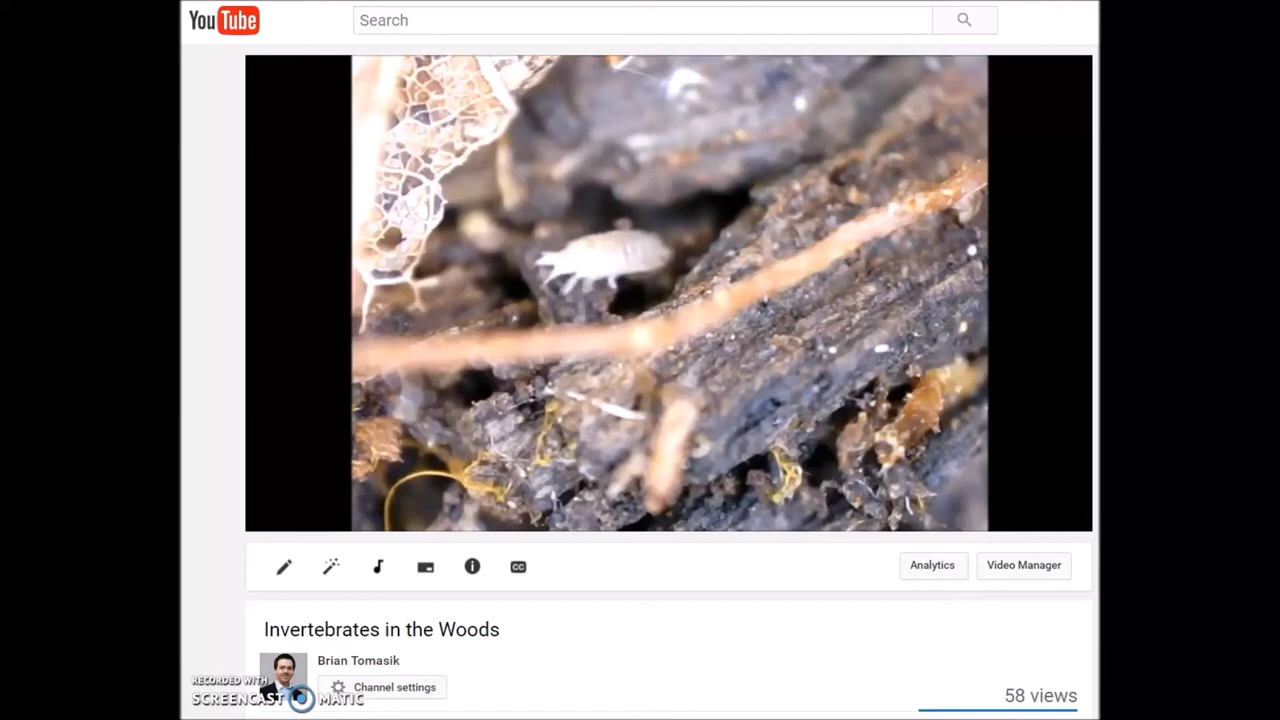 YouTube
Search
CC
Analytics
Video Manager
Invertebrates in the Woods
Brian Tomasik
Channel settings
RECORDED WITH
SCREENCAST MATIC
58 views